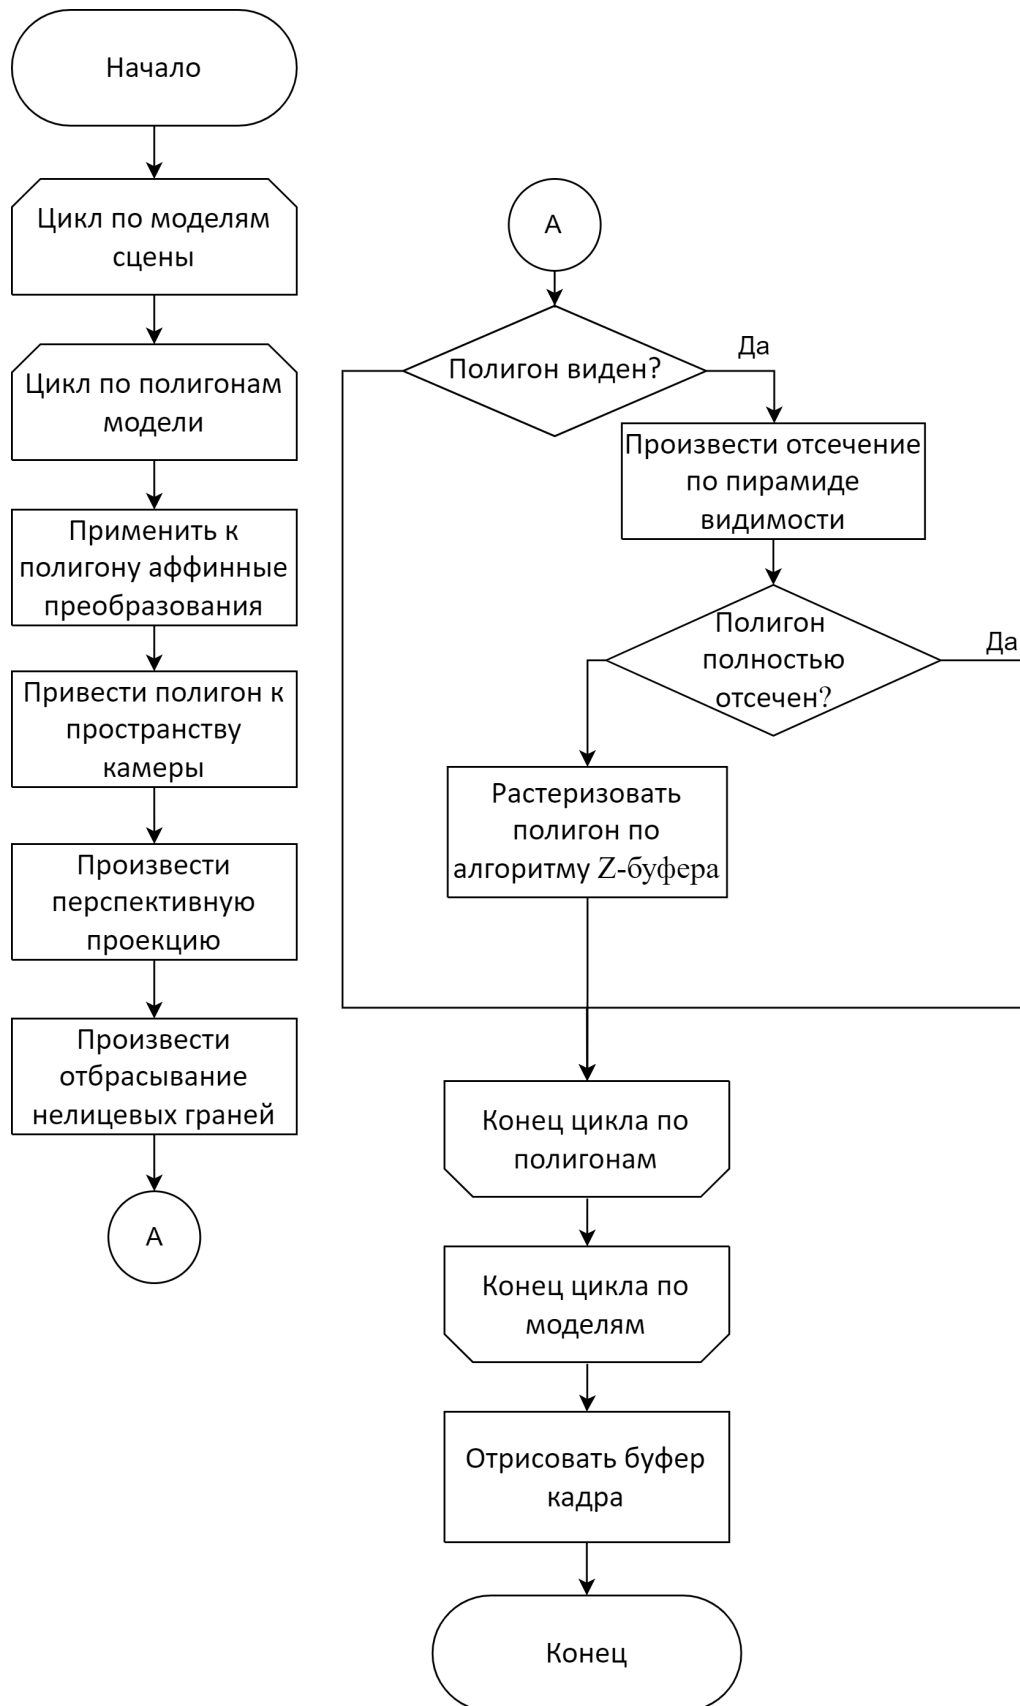 Начало
Цикл по моделям
сцены
Цикл по полигонам
модели
Применить к
полигону аффинные
преобразования
Привести полигон к
пространству
камеры
Произвести
перспективную
проекцию
Произвести
отбрасывание
нелицевых граней
А
А
Полигон виден?
Да
Произвести отсечение
по пирамиде
видимости
Полигон
полностью
отсечен?
Да
Растеризовать
полигон по
алгоритму Z-буфера
Конец цикла по
полигонам
Конец цикла по
моделям
Отрисовать буфер
кадра
Конец